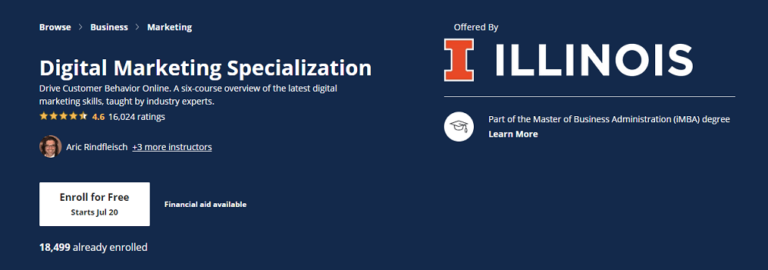 Browse > Business > Marketing
Digital Marketing Specialization
Drive Customer Behavior Online. A six-course overview of the latest digital
marketing skills, taught by industry experts.
4.6 16,024 ratings
Aric Rindfleisch +3 more instructors
Enroll for Free
Starts Jul 20
Financial aid available
18,499 already enrolled
Offered By
I ILLINOIS
Part of the Master of Business Administration (iMBA) degree
Learn More